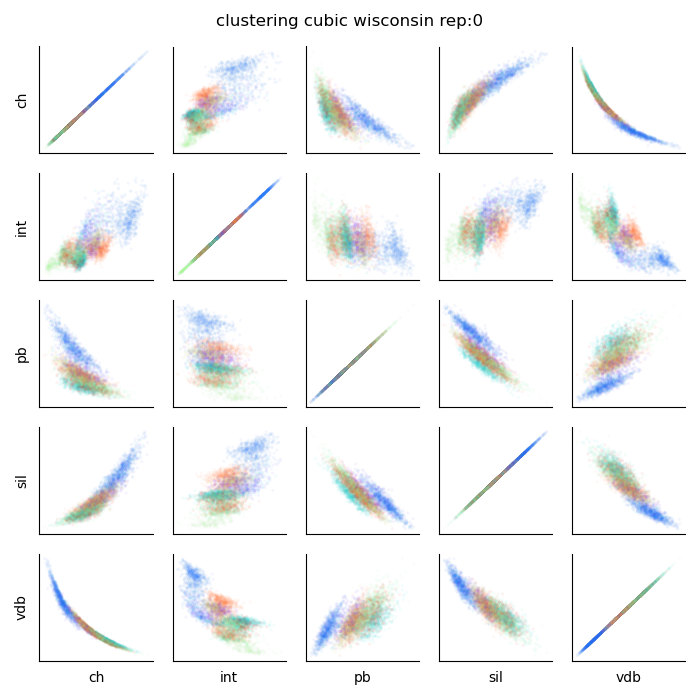 clustering cubic wisconsin rep:0
ch
int
pb
sil
vdb
ch int pb sil vdb